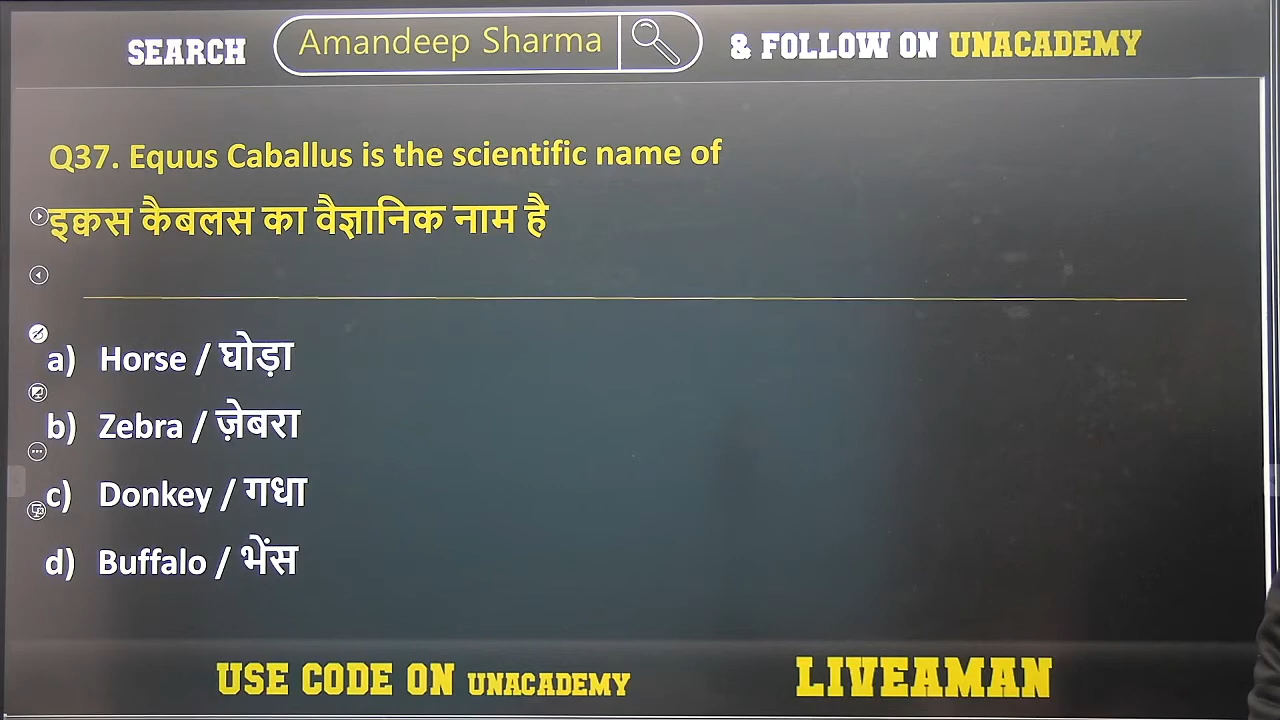 SEARCH Amandeep Sharma & FOLLOW ON UNACADEMY
Q37. Equus Caballus is the scientific name of
इक्वस कैबलस का वैज्ञानिक नाम है
a) Horse / घोड़ा
b) Zebra / ज़ेबरा
c) Donkey / गधा
d) Buffalo / भेंस
USE CODE ON UNACADEMY LIVEAMAN